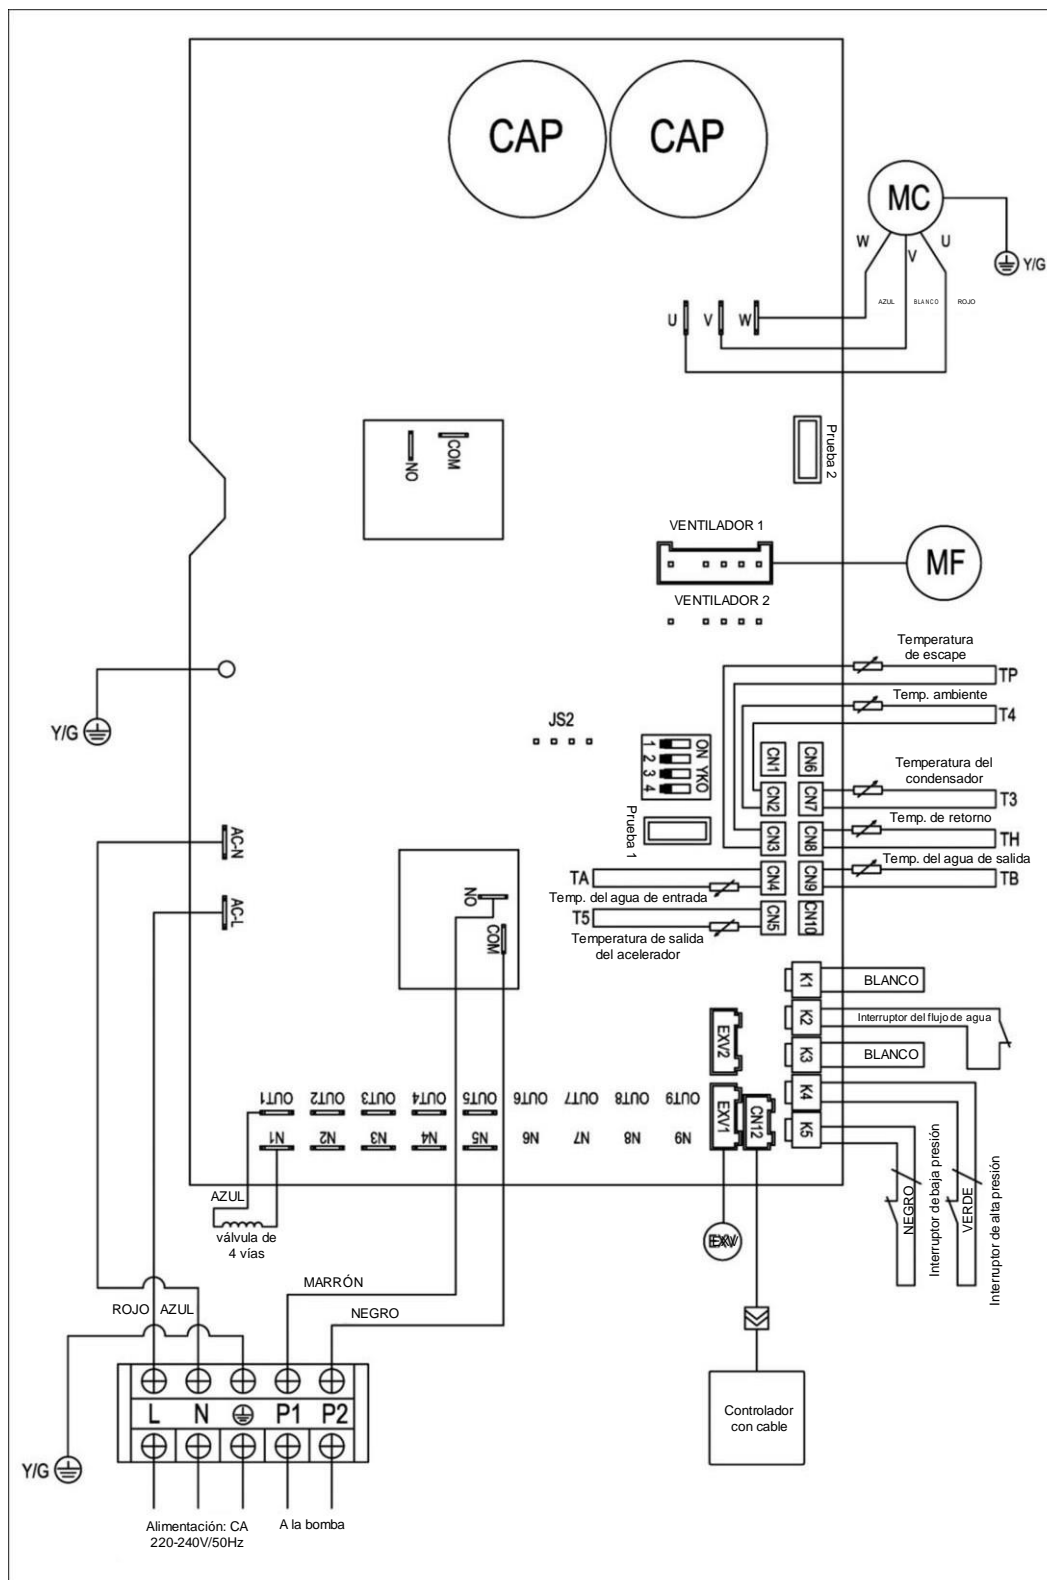 CAP
CAP
MC
W
V
U
Y/G
AZUL
BLANCO
ROJO
U
V
W
NO
COM
Prueba 2
VENTILADOR 1
MF
VENTILADOR 2
Temperatura
de escape
TP
Temp. ambiente
T4
Y/G
JS2
1
2
3
4
ON YKO
CN1
CN6
CN2
CN7
Temperatura del
condensador
T3
Temp. de retorno
TH
CN3
CN8
Prueba 1
AC-N
AC-L
Temp. del agua de salida
TB
TA
CN4
CN9
Temp. del agua de entrada
T5
CN5
CN10
Temperatura de salida
del acelerador
NO
COM
K1
BLANCO
K2
Interruptor del flujo de agua
K3
BLANCO
K4
K5
EXV2
EXV1
CN12
OUT1
OUT2
OUT3
OUT4
OUT5
OUT6
OUT7
OUT8
OUT9
N1
N2
N3
N4
N5
N6
N7
N8
N9
NEGRO
Interruptor de baja presión
VERDE
Interruptor de alta presión
AZUL
válvula de
4 vías
EXV
MARRÓN
ROJO
AZUL
NEGRO
L
N
P1
P2
Controlador
con cable
Y/G
Alimentación: CA
220-240V/50Hz
A la bomba